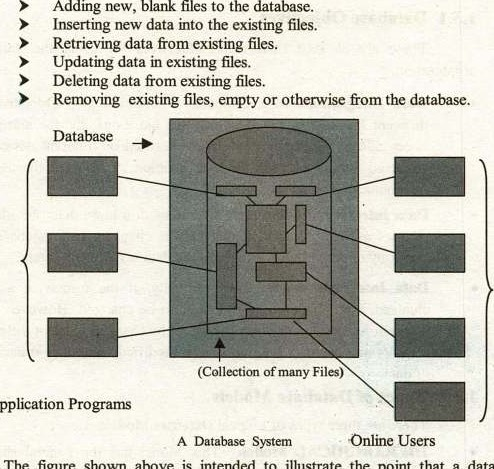 Adding new, blank files to the database.
Inserting new data into the existing files.
Retrieving data from existing files.
Updating data in existing files.
Deleting data from existing files.
Removing existing files, empty or otherwise from the database.
Database
(Collection of many Files)
pplication Programs
A Database System
Online Users
The figure shown above is intended to illustrate the point that a data